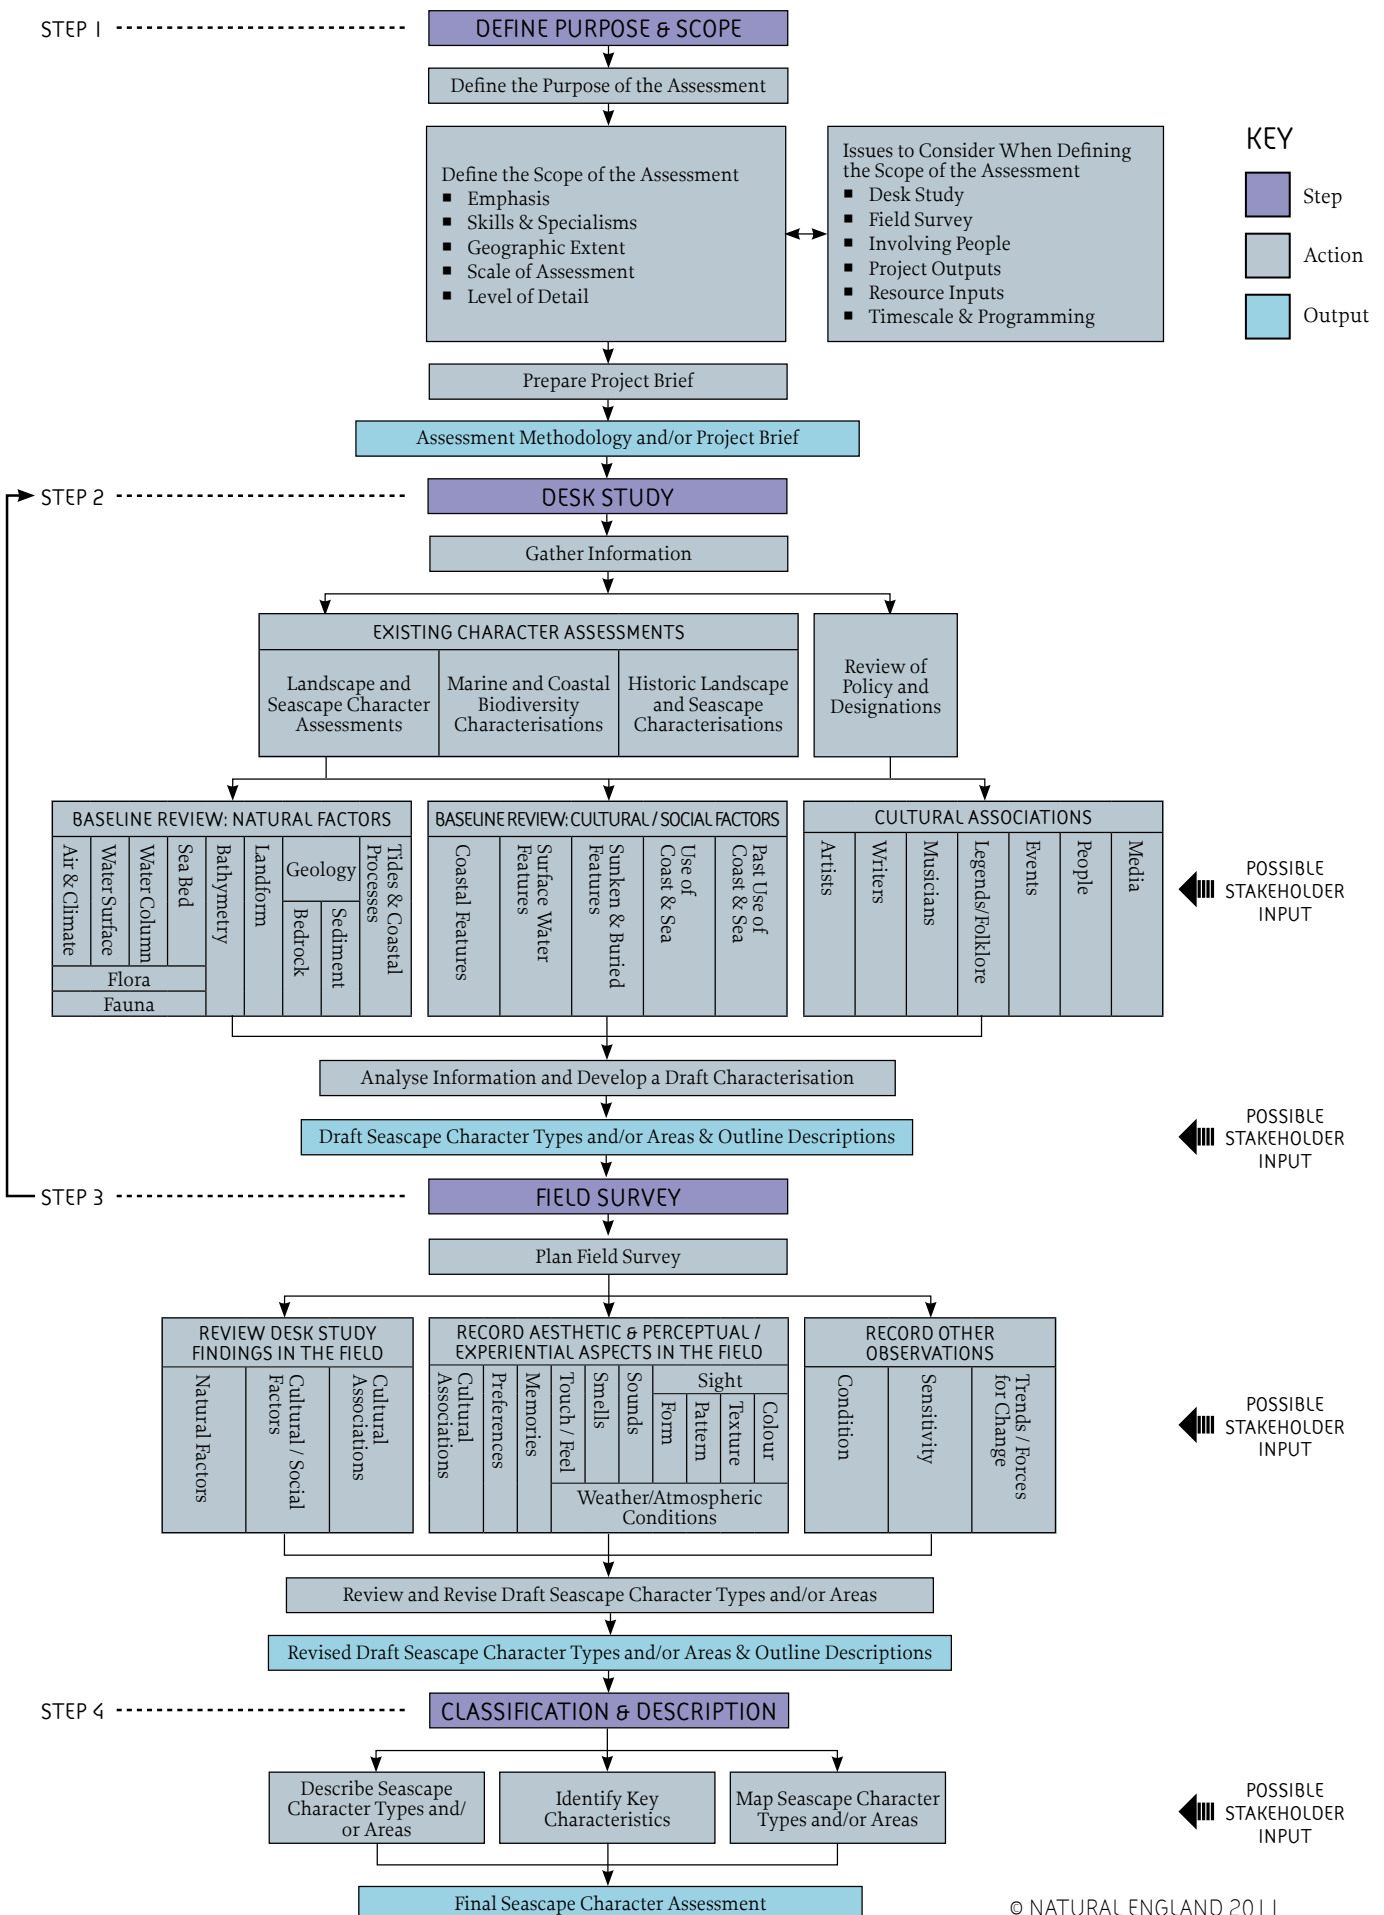 STEP 1
DEFINE PURPOSE & SCOPE
Define the Purpose of the Assessment
Define the Scope of the Assessment
■ Emphasis
■ Skills & Specialisms
■ Geographic Extent
■ Scale of Assessment
■ Level of Detail
Issues to Consider When Defining
the Scope of the Assessment
■ Desk Study
■ Field Survey
■ Involving People
■ Project Outputs
■ Resource Inputs
■ Timescale & Programming
KEY
Step
Action
Output
Prepare Project Brief
Assessment Methodology and/or Project Brief
STEP 2
DESK STUDY
Gather Information
EXISTING CHARACTER ASSESSMENTS
Landscape and
Seascape Character
Assessments
Marine and Coastal
Biodiversity
Characterisations
Historic Landscape
and Seascape
Characterisations
Review of
Policy and
Designations
BASELINE REVIEW: NATURAL FACTORS
Air & Climate
Water Surface
Water Column
Sea Bed
Flora
Fauna
Bathymetry
Landform
Geology
Bedrock
Sediment
Tides & Coastal
Processes
BASELINE REVIEW: CULTURAL / SOCIAL FACTORS
Coastal Features
Surface Water
Features
Sunken & Buried
Features
Use of
Coast & Sea
Past Use of
Coast & Sea
CULTURAL ASSOCIATIONS
Artists
Writers
Musicians
Legends/Folklore
Events
People
Media
POSSIBLE
STAKEHOLDER
INPUT
Analyse Information and Develop a Draft Characterisation
Draft Seascape Character Types and/or Areas & Outline Descriptions
POSSIBLE
STAKEHOLDER
INPUT
STEP 3
FIELD SURVEY
Plan Field Survey
REVIEW DESK STUDY
FINDINGS IN THE FIELD
Natural Factors
Cultural / Social
Factors
Cultural
Associations
RECORD AESTHETIC & PERCEPTUAL /
EXPERIENTIAL ASPECTS IN THE FIELD
Cultural
Associations
Preferences
Memories
Touch / Feel
Smells
Sounds
Sight
Form
Pattern
Texture
Colour
Weather/Atmospheric
Conditions
RECORD OTHER
OBSERVATIONS
Condition
Sensitivity
Trends / Forces
for Change
POSSIBLE
STAKEHOLDER
INPUT
Review and Revise Draft Seascape Character Types and/or Areas
Revised Draft Seascape Character Types and/or Areas & Outline Descriptions
STEP 4
CLASSIFICATION & DESCRIPTION
Describe Seascape
Character Types and/
or Areas
Identify Key
Characteristics
Map Seascape Character
Types and/or Areas
POSSIBLE
STAKEHOLDER
INPUT
Final Seascape Character Assessment
© NATURAL ENGLAND 2011